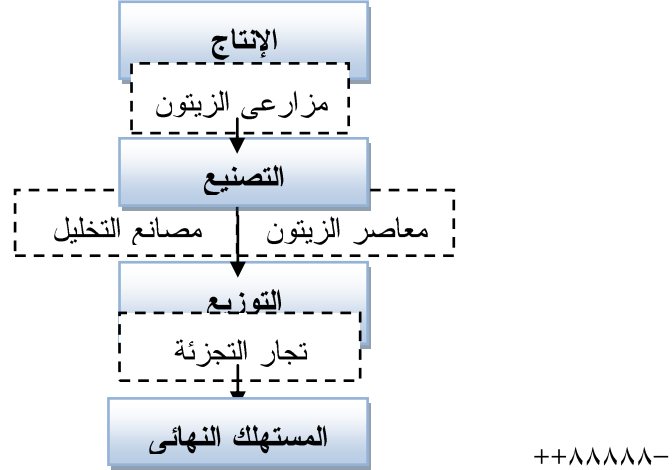 الإنتاج
مزارعى الزيتون
التصنيع
معاصر الزيتون
مصانع التخليل
التوزيع
تجار التجزئة
المستهلك النهائى
++٨٨٨٨٨-